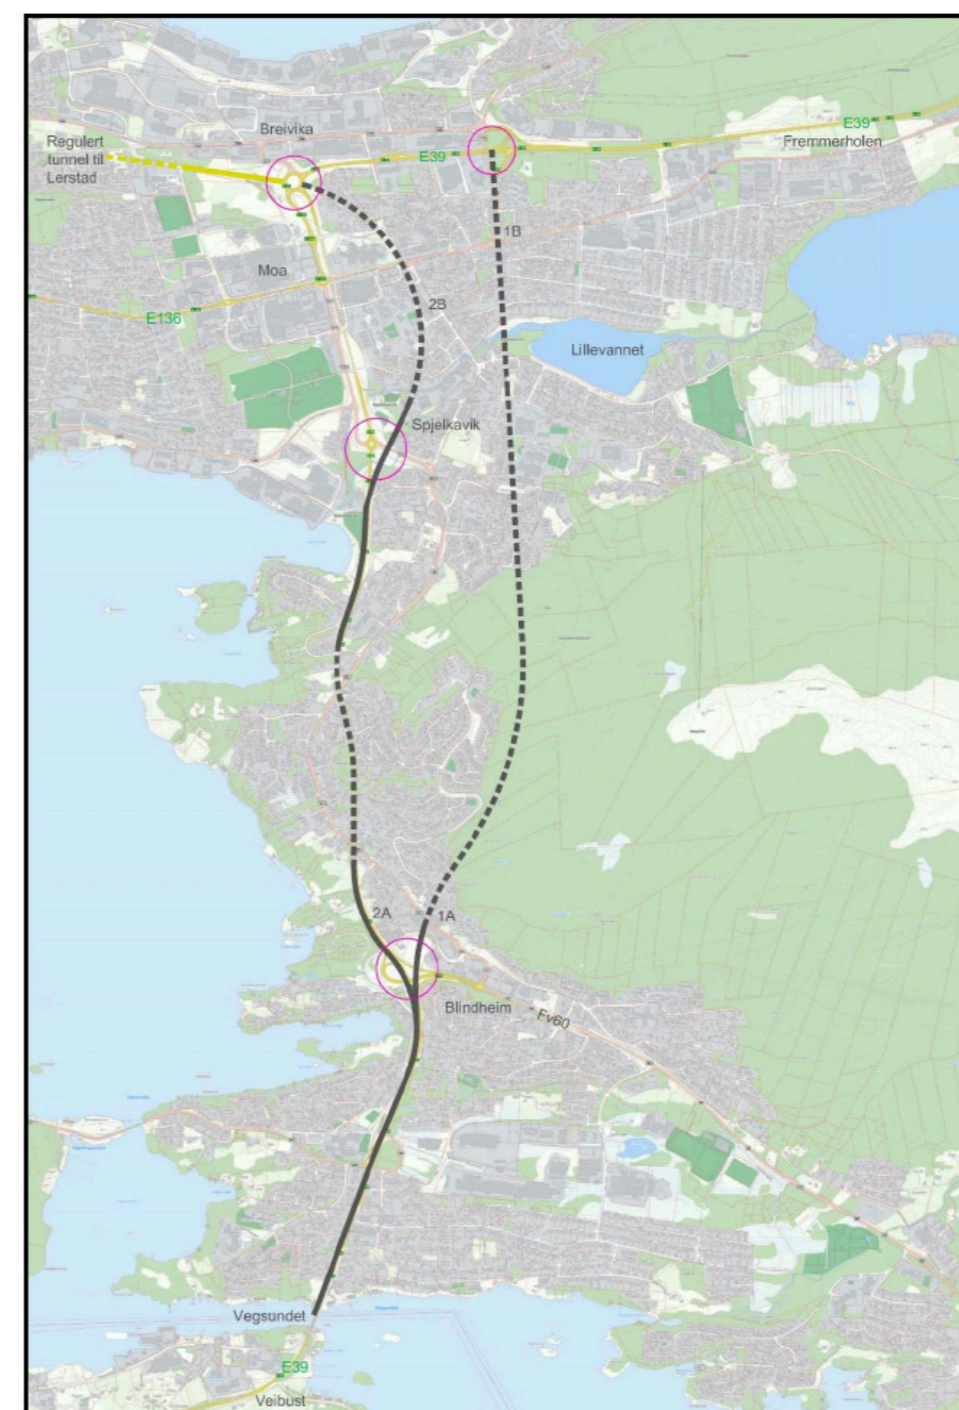 Breivika
Regulert
tunnel til
Lerstad
E39
E39
Fremmerholen
1B
Moa
2B
E136
Lillevannet
Spjelkavik
2A
1A
Blindheim
Fv60
Vegsundet
E39
Veibust